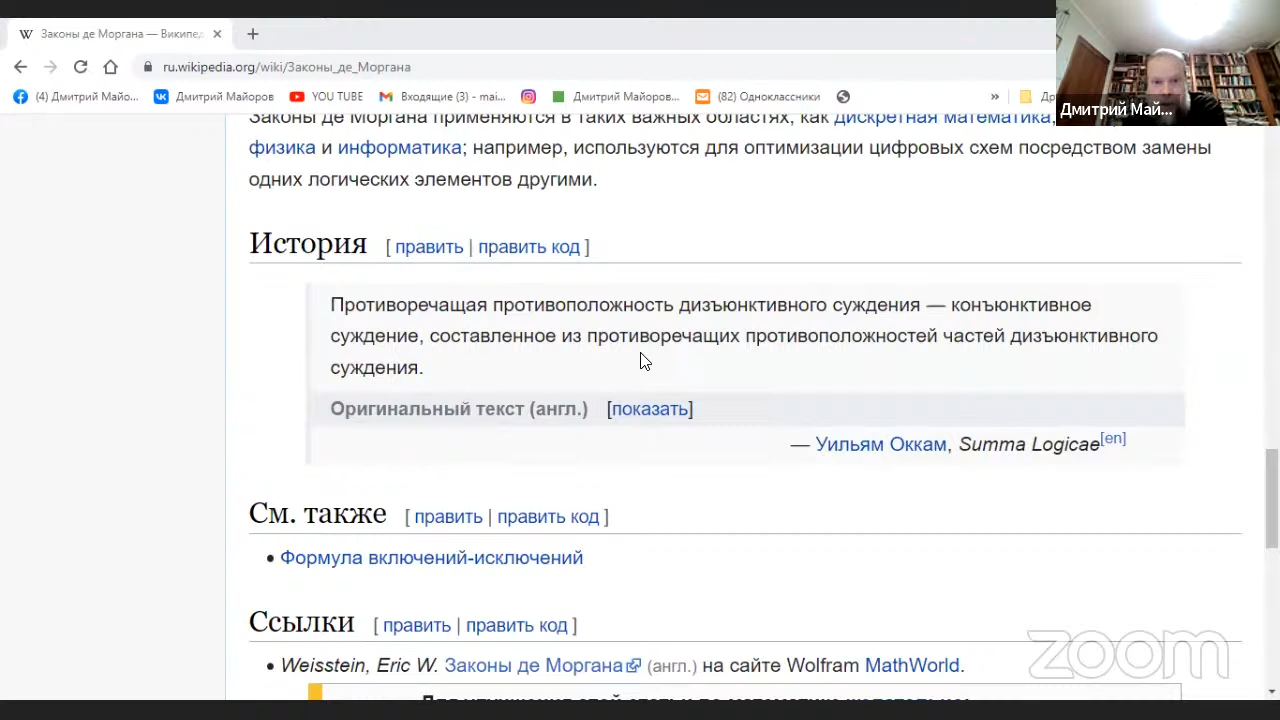 Законы де Моргана — Википед
ru.wikipedia.org/wiki/Законы_де_Моргана
(4) Дмитрий Майо... Дмитрий Майоров YOU TUBE Входящие (3) - mai... Дмитрий Майоров... (82) Одноклассники »
Дмитрий Май...
Законы де Моргана применяются в таких важных областях, как дискретная математика,
физика и информатика; например, используются для оптимизации цифровых схем посредством замены
одних логических элементов другими.
История [ править | править код ]
Противоречащая противоположность дизъюнктивного суждения — конъюнктивное
суждение, составленное из противоречащих противоположностей частей дизъюнктивного
суждения.
Оригинальный текст (англ.) [показать]
— Уильям Оккам, Summa Logicae[en]
См. также [ править | править код ]
• Формула включений-исключений
Ссылки [ править | править код ]
• Weisstein, Eric W. Законы де Моргана (англ.) на сайте Wolfram MathWorld.
zoom